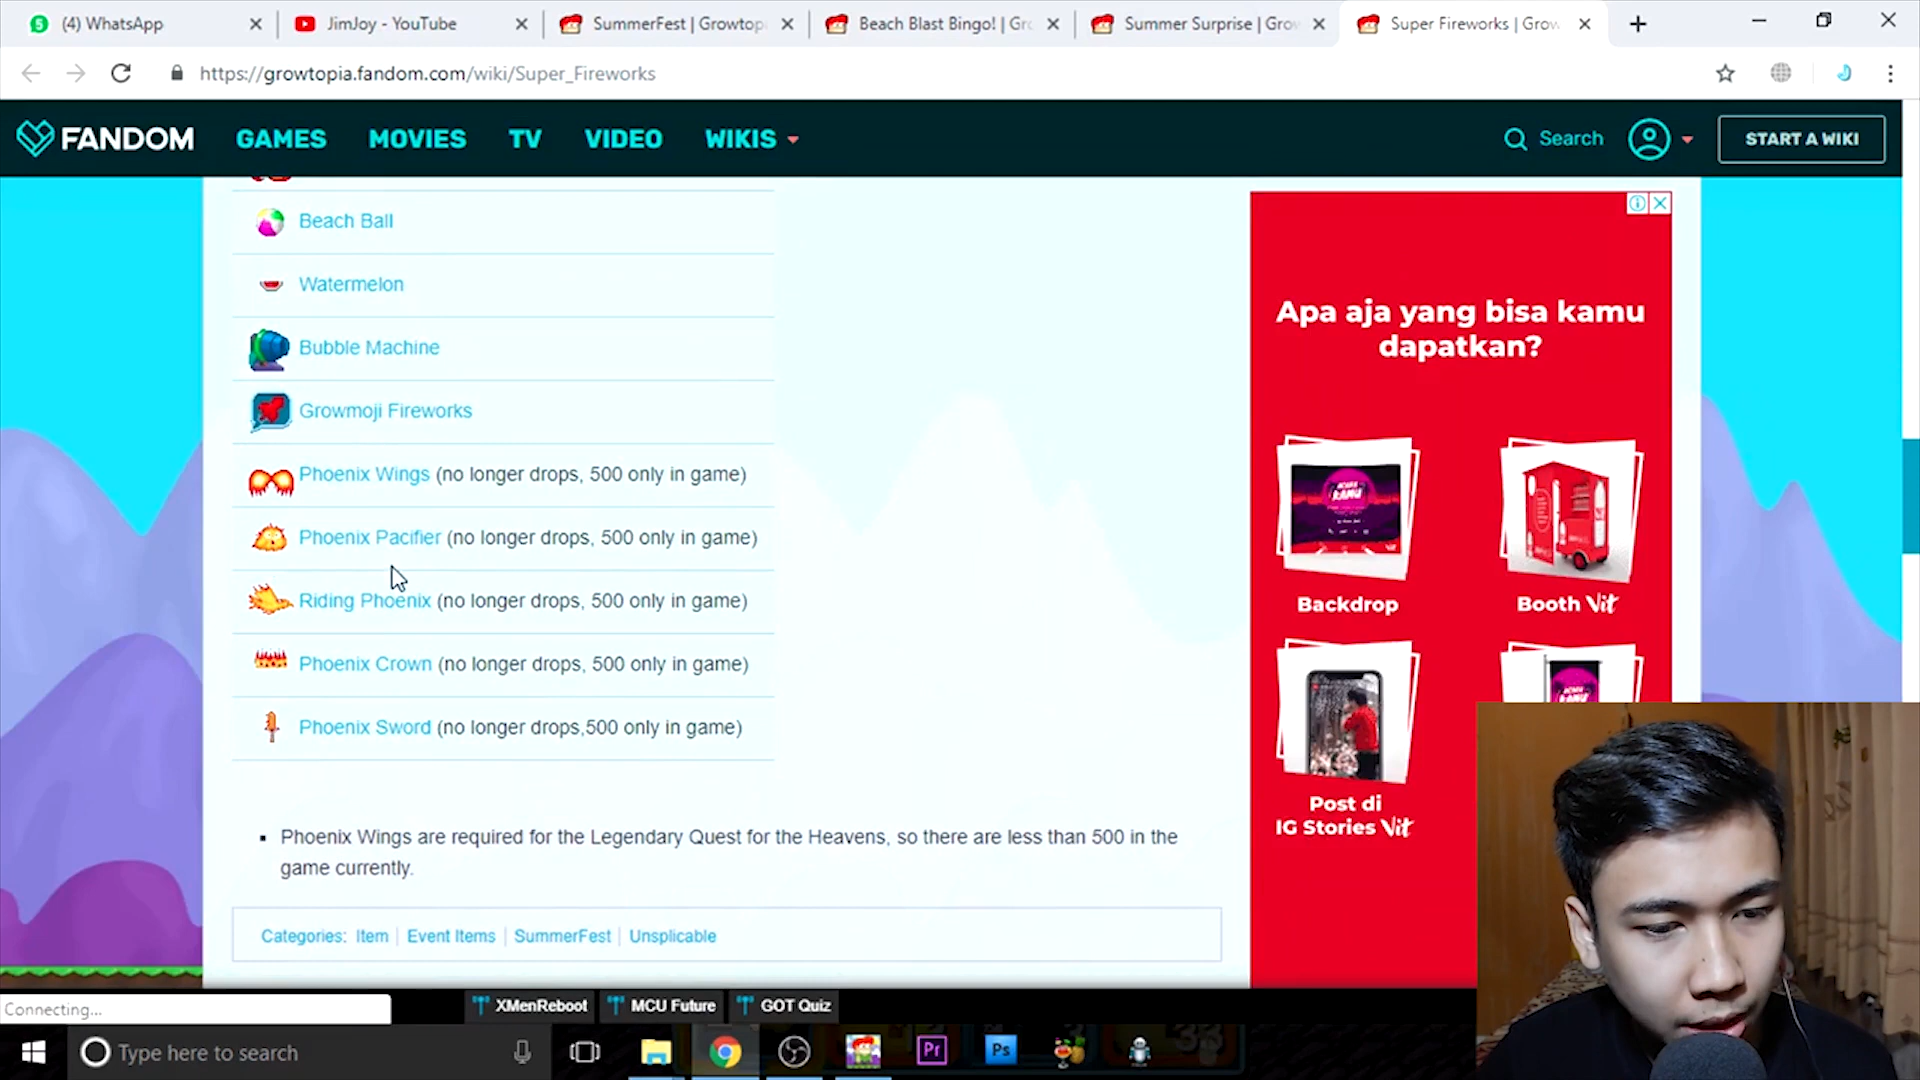 (4) WhatsApp
JimJoy - YouTube
SummerFest | Growtop
Beach Blast Bingo! | Gr
Summer Surprise | Grow
Super Fireworks | Grow
https://growtopia.fandom.com/wiki/Super_Fireworks
FANDOM
GAMES
MOVIES
TV
VIDEO
WIKIS
Search
START A WIKI
Beach Ball
Watermelon
Bubble Machine
Growmoji Fireworks
Phoenix Wings (no longer drops, 500 only in game)
Phoenix Pacifier (no longer drops, 500 only in game)
Riding Phoenix (no longer drops, 500 only in game)
Phoenix Crown (no longer drops, 500 only in game)
Phoenix Sword (no longer drops,500 only in game)
Phoenix Wings are required for the Legendary Quest for the Heavens, so there are less than 500 in the
game currently.
Categories: Item | Event Items | SummerFest | Unsplicable
Apa aja yang bisa kamu
dapatkan?
Backdrop
Booth Vit
Post di
IG Stories Vit
Connecting...
XMenReboot
MCU Future
GOT Quiz
Type here to search
Pr
Ps